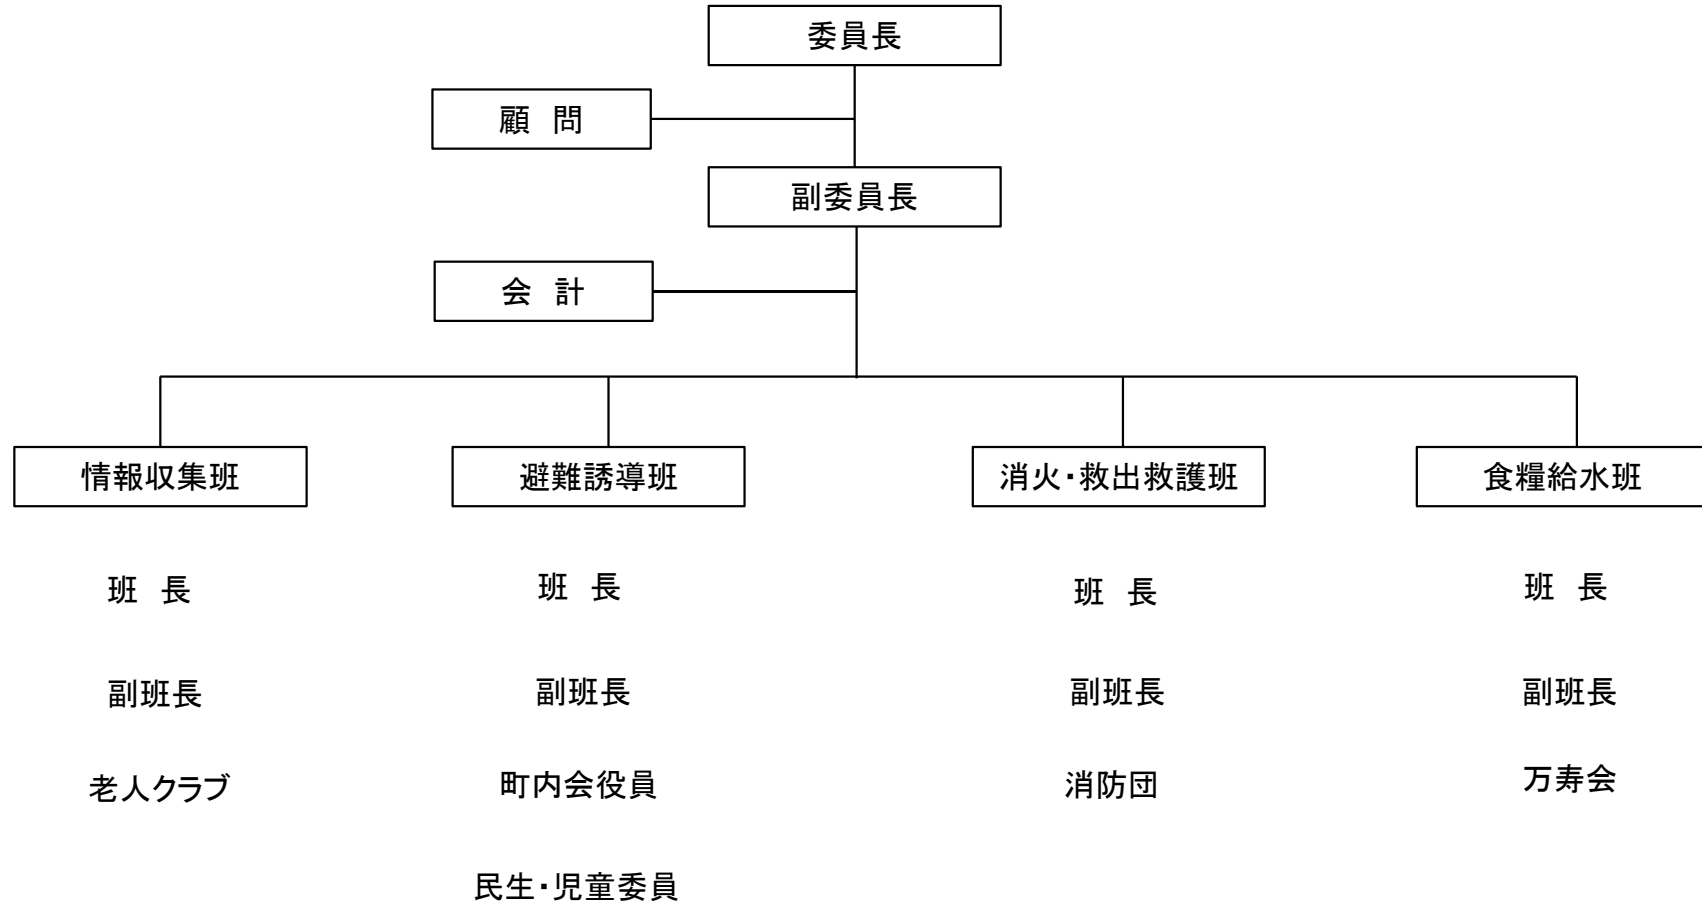 委員長
顧　問
副委員長
会　計
情報収集班
避難誘導班
消火・救出救護班
食糧給水班
班　長
班　長
班　長
班　長
副班長
副班長
副班長
副班長
老人クラブ
町内会役員
消防団
万寿会
民生・児童委員